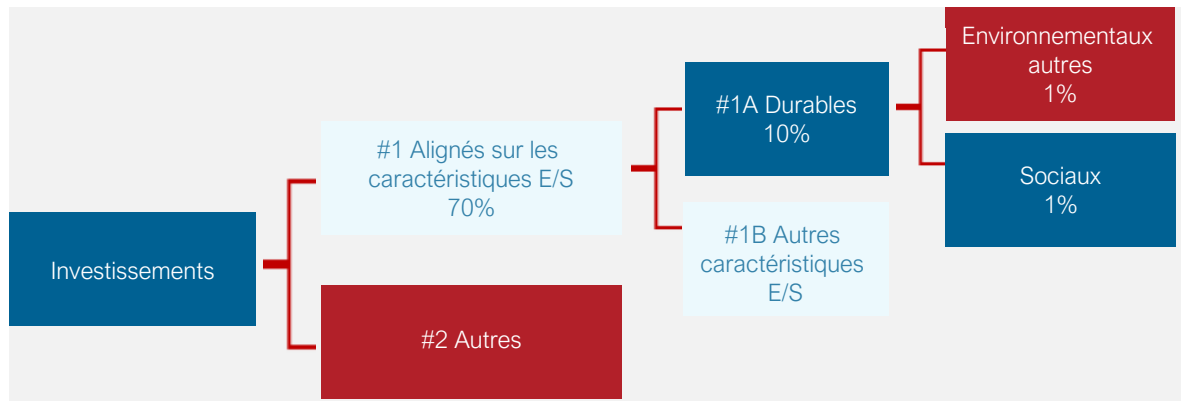 Investissements
#1 Alignés sur les
caractéristiques E/S
70%
#2 Autres
#1A Durables
10%
#1B Autres
caractéristiques
E/S
Environnementaux
autres
1%
Sociaux
1%